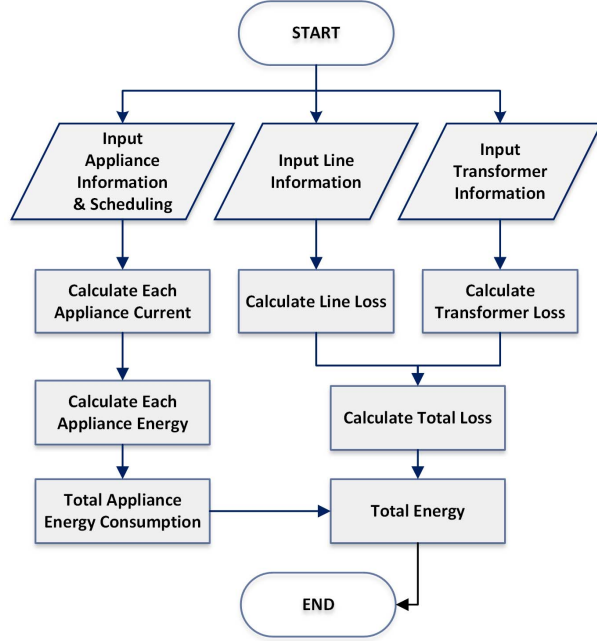 START
Input
Appliance
Information
& Scheduling
Input Line
Information
Input
Transformer
Information
Calculate Each
Appliance Current
Calculate Line Loss
Calculate
Transformer Loss
Calculate Each
Appliance Energy
Calculate Total Loss
Total Appliance
Energy Consumption
Total Energy
END